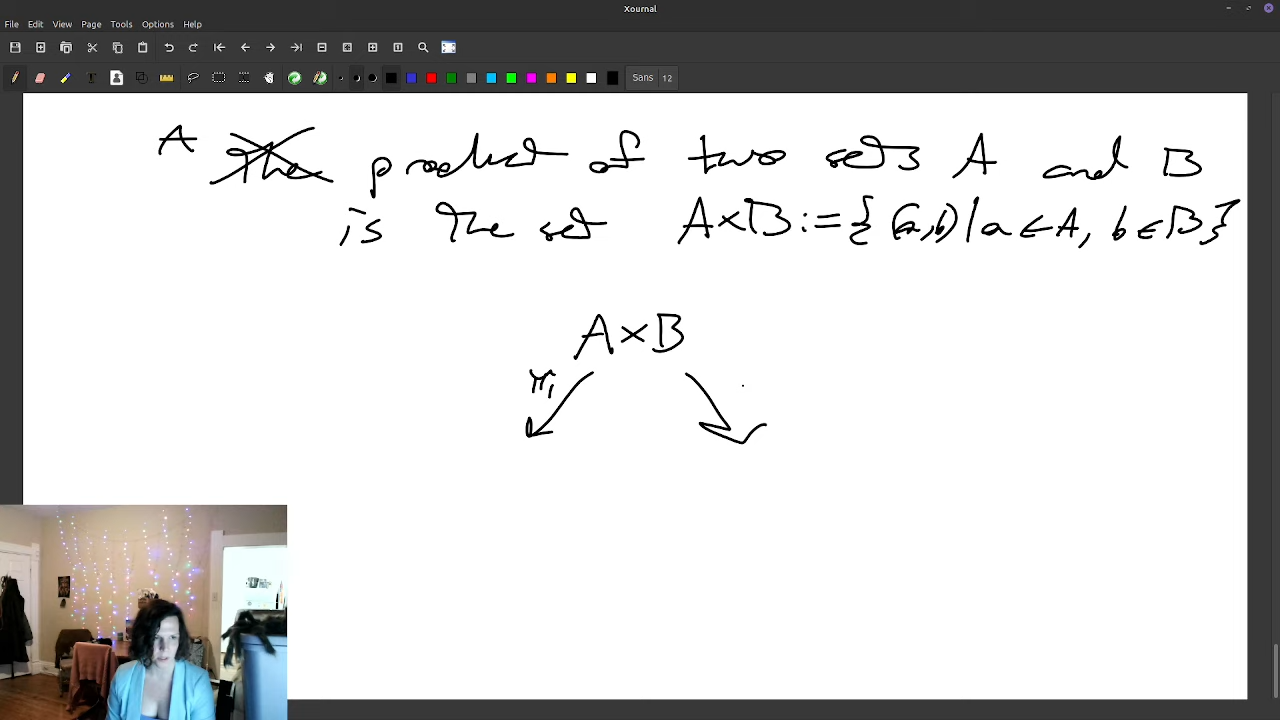 Xournal
File Edit View Page Tools Options Help
Sans 12
A The product of two sets A and B
is the set A×B := { (a,b) | a ∈ A, b ∈ B }
A×B
π₁